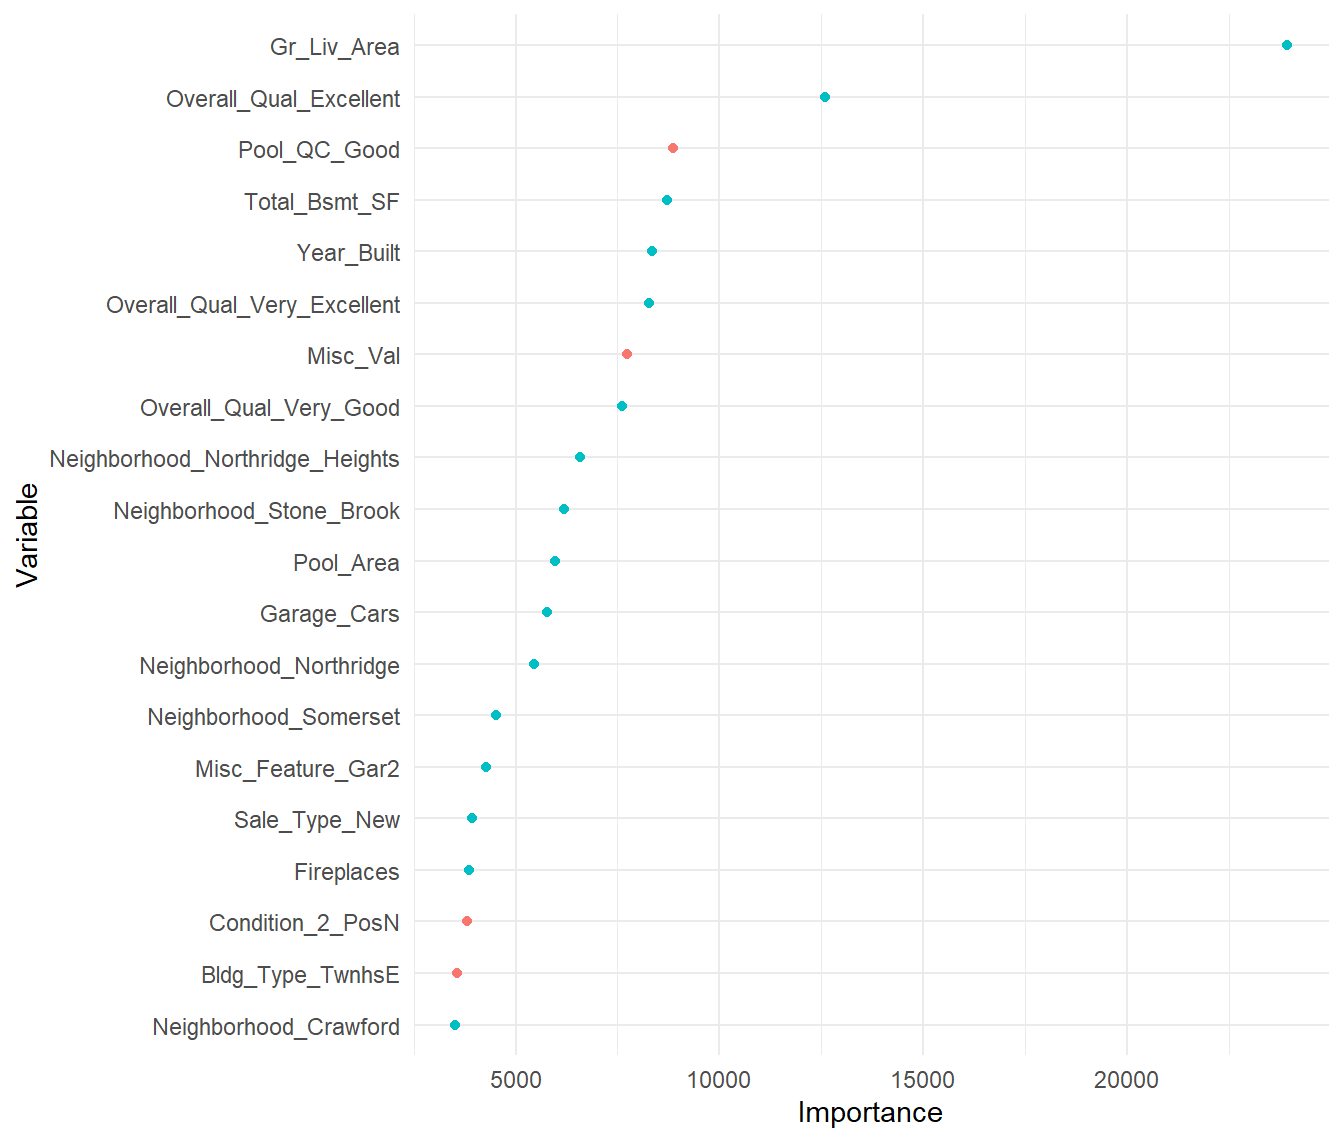 Gr_Liv_Area
Overall_Qual_Excellent
Pool_QC_Good
Total_Bsmt_SF
Year_Built
Overall_Qual_Very_Excellent
Misc_Val
Overall_Qual_Very_Good
Neighborhood_Northridge_Heights
Neighborhood_Stone_Brook
Pool_Area
Garage_Cars
Neighborhood_Northridge
Neighborhood_Somerset
Misc_Feature_Gar2
Sale_Type_New
Fireplaces
Condition_2_PosN
Bldg_Type_TwnhsE
Neighborhood_Crawford
Variable
5000 10000 15000 20000
Importance